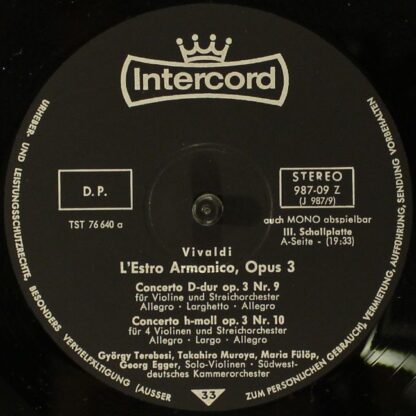 Intercord
D.P.
TST 76 640 a
STEREO
987-09 Z
(J 987/9)
auch MONO abspielbar
III. Schallplatte
A-Seite - (19:33)
Vivaldi
L'Estro Armonico, Opus 3
Concerto D-dur op. 3 Nr. 9
für Violine und Streichorchester
Allegro · Larghetto · Allegro
Concerto h-moll op. 3 Nr. 10
für 4 Violinen und Streichorchester
Allegro · Largo · Allegro
György Terebesi, Takahiro Muroya, Maria Fülöp,
Georg Egger, Solo-Violinen · Südwest-
deutsches Kammerorchester
33
URHEBER- UND LEISTUNGSSCHUTZRECHTE, BESONDERS VERVIELFÄLTIGUNG (AUSSER ZUM PERSÖNLICHEN GEBRAUCH), VERMIETUNG, AUFFÜHRUNG, SENDUNG VORBEHALTEN